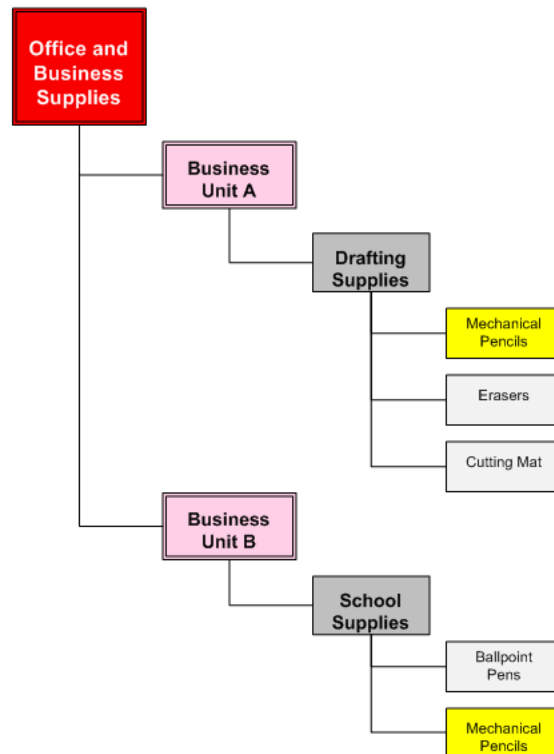 Office and
Business
Supplies
Business
Unit A
Drafting
Supplies
Mechanical
Pencils
Erasers
Cutting Mat
Business
Unit B
School
Supplies
Ballpoint
Pens
Mechanical
Pencils